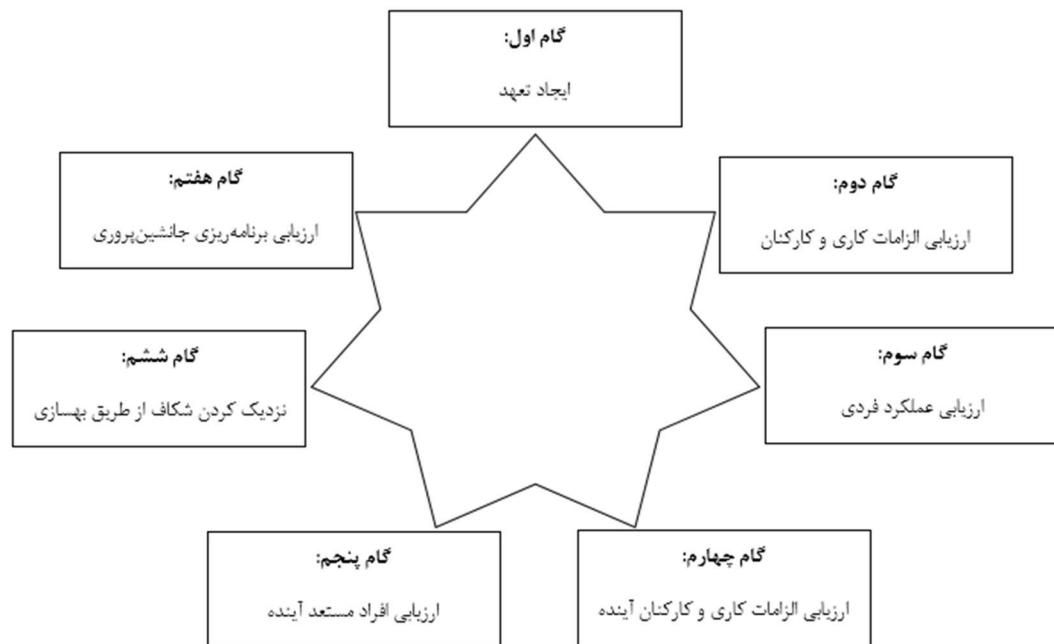 گام اول:
ایجاد تعهد
گام دوم:
ارزیابی الزامات کاری و کارکنان
گام سوم:
ارزیابی عملکرد فردی
گام چهارم:
ارزیابی الزامات کاری و کارکنان آینده
گام پنجم:
ارزیابی افراد مستعد آینده
گام ششم:
نزدیک کردن شکاف از طریق بهسازی
گام هفتم:
ارزیابی برنامه‌ریزی جانشین‌پروری